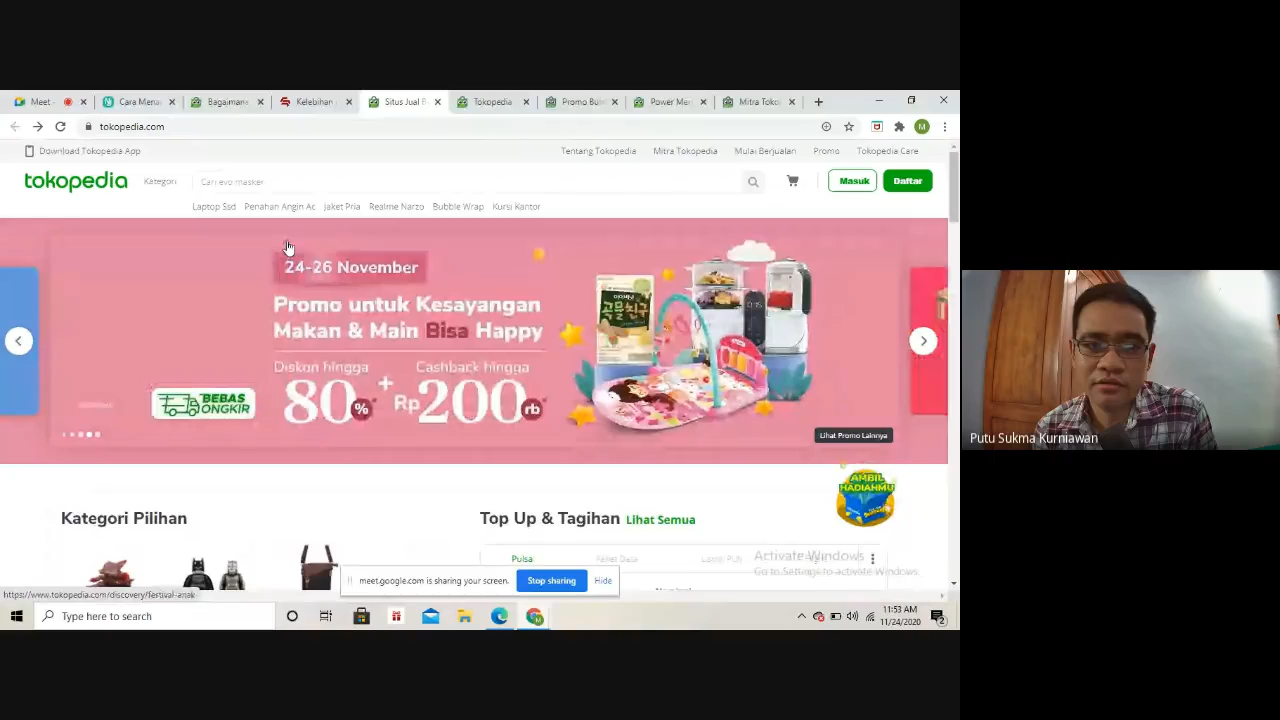 Meet
Cara Mena
Bagaiman
Kelebihan
Situs Jual B
Tokopedia
Promo Bul
Power Me
Mitra Toko
tokopedia.com
Download Tokopedia App
Tentang Tokopedia
Mitra Tokopedia
Mulai Berjualan
Promo
Tokopedia Care
tokopedia
Kategori
Cari evo masker
Masuk
Daftar
Laptop Ssd
Penahan Angin Ac
Jaket Pria
Realme Narzo
Bubble Wrap
Kursi Kantor
24-26 November
Promo untuk Kesayangan
Makan & Main Bisa Happy
Diskon hingga
80%
+
Cashback hingga
Rp200rb
BEBAS
ONGKIR
Lihat Promo Lainnya
AMBIL
HADIAHMU
Kategori Pilihan
Top Up & Tagihan Lihat Semua
Pulsa
Paket Data
Listrik PLN
Activate Windows
Go to Settings to activate Windows.
meet.google.com is sharing your screen.
Stop sharing
Hide
https://www.tokopedia.com/discovery/festival-anak
Type here to search
11:53 AM
11/24/2020
2
Putu Sukma Kurniawan